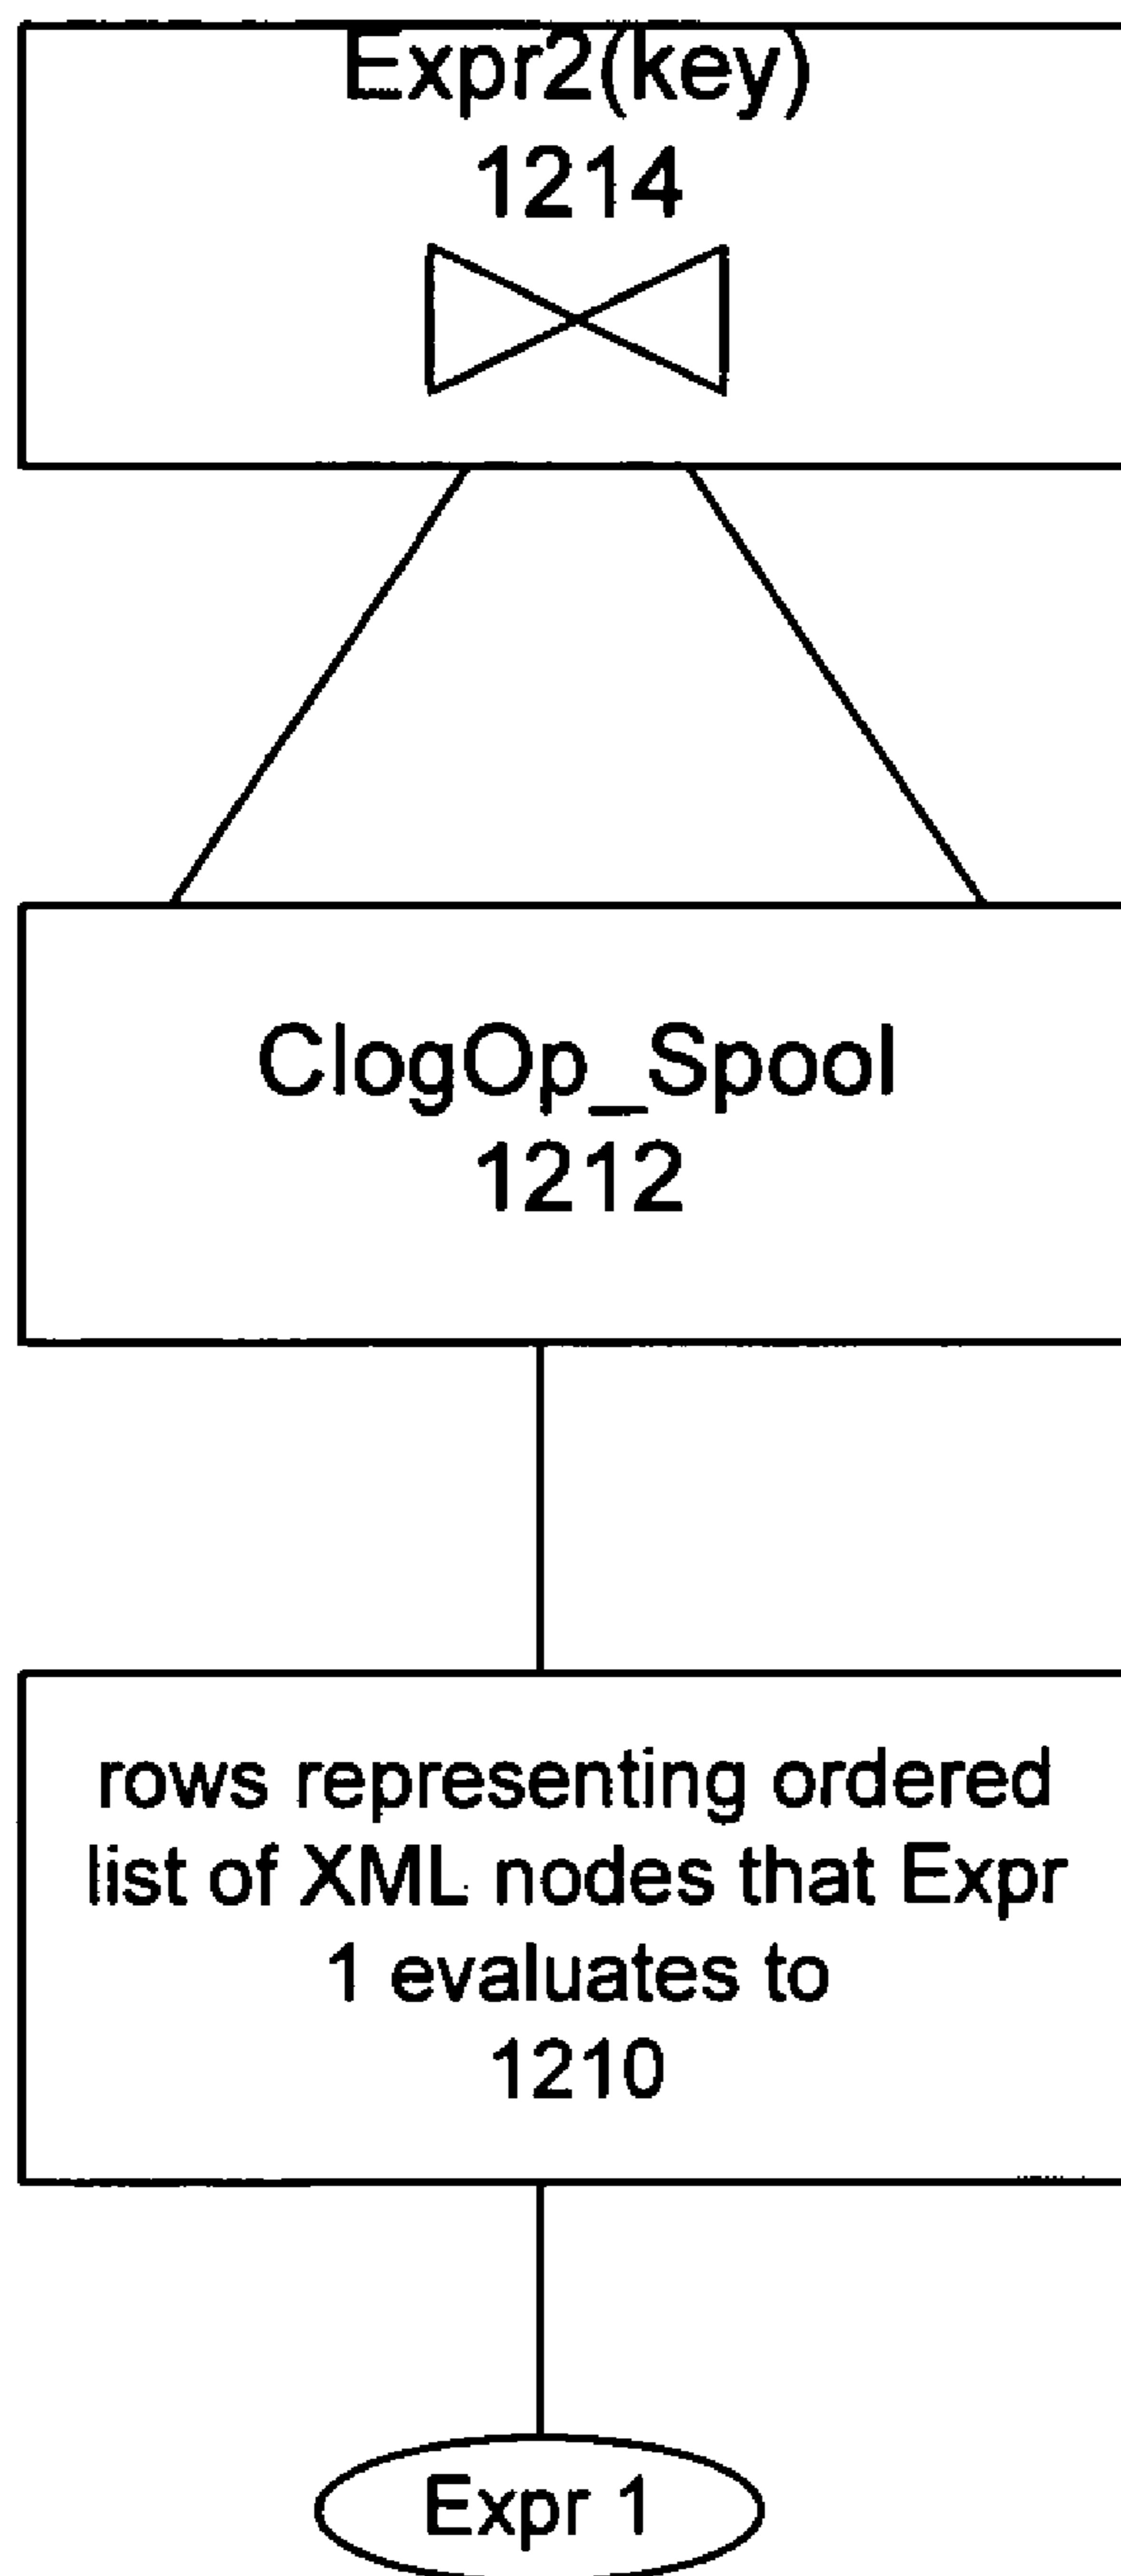 Expr2(key)
1214
ClogOp_Spool
1212
rows representing ordered
list of XML nodes that Expr
1 evaluates to
1210
Expr 1